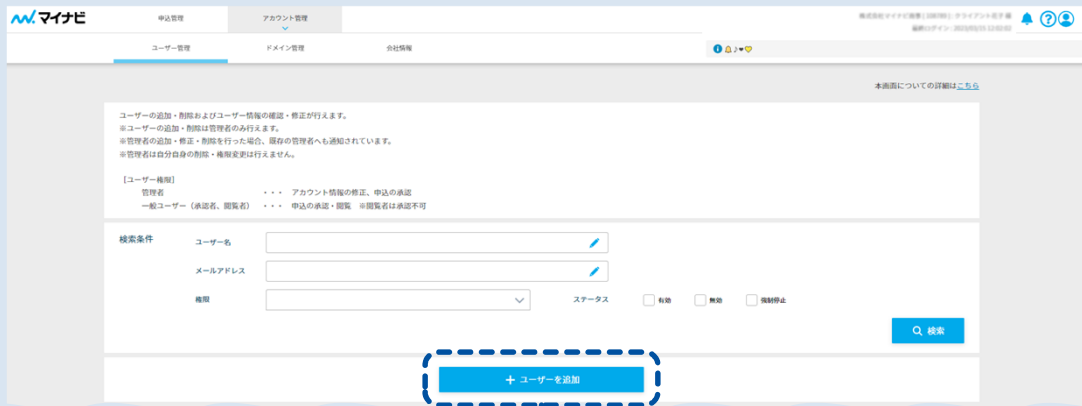 マイナビ
申込管理
アカウント管理
ユーザー管理
ドメイン管理
会社情報
本画面についての詳細はこちら
ユーザーの追加・削除およびユーザー情報の確認・修正が行えます。
※ユーザーの追加・削除は管理者のみ行えます。
※管理者の追加・修正・削除を行った場合、既存の管理者へも通知されています。
※管理者は自分自身の削除・権限変更は行えません。
［ユーザー権限］
管理者 ・・・ アカウント情報の修正、申込の承認
一般ユーザー（承認者、閲覧者） ・・・ 申込の承認・閲覧 ※閲覧者は承認不可
検索条件
ユーザー名
メールアドレス
権限
ステータス 有効 無効 強制停止
検索
＋ ユーザーを追加